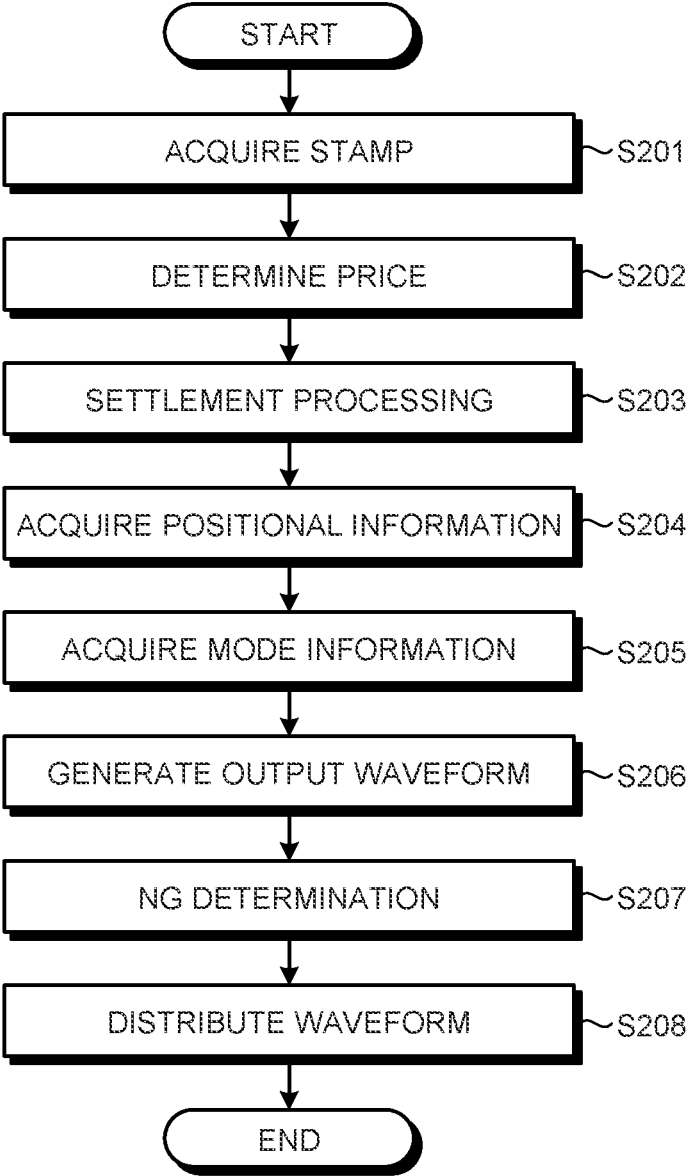 START
ACQUIRE STAMP
S201
DETERMINE PRICE
S202
SETTLEMENT PROCESSING
S203
ACQUIRE POSITIONAL INFORMATION
S204
ACQUIRE MODE INFORMATION
S205
GENERATE OUTPUT WAVEFORM
S206
NG DETERMINATION
S207
DISTRIBUTE WAVEFORM
S208
END